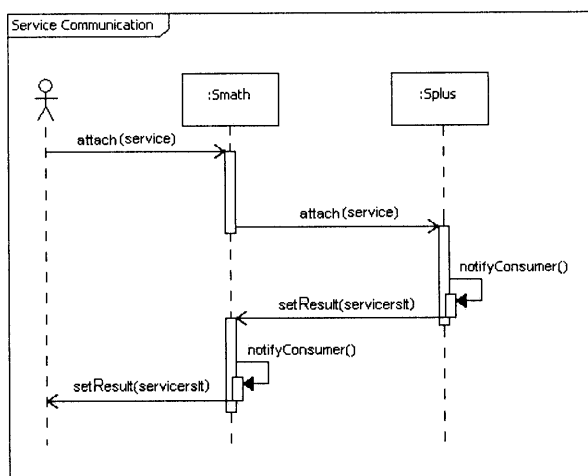 Service Communication
:Smath
:Splus
attach(service)
attach(service)
notifyConsumer()
setResult(servicerslt)
notifyConsumer()
setResult(servicerslt)